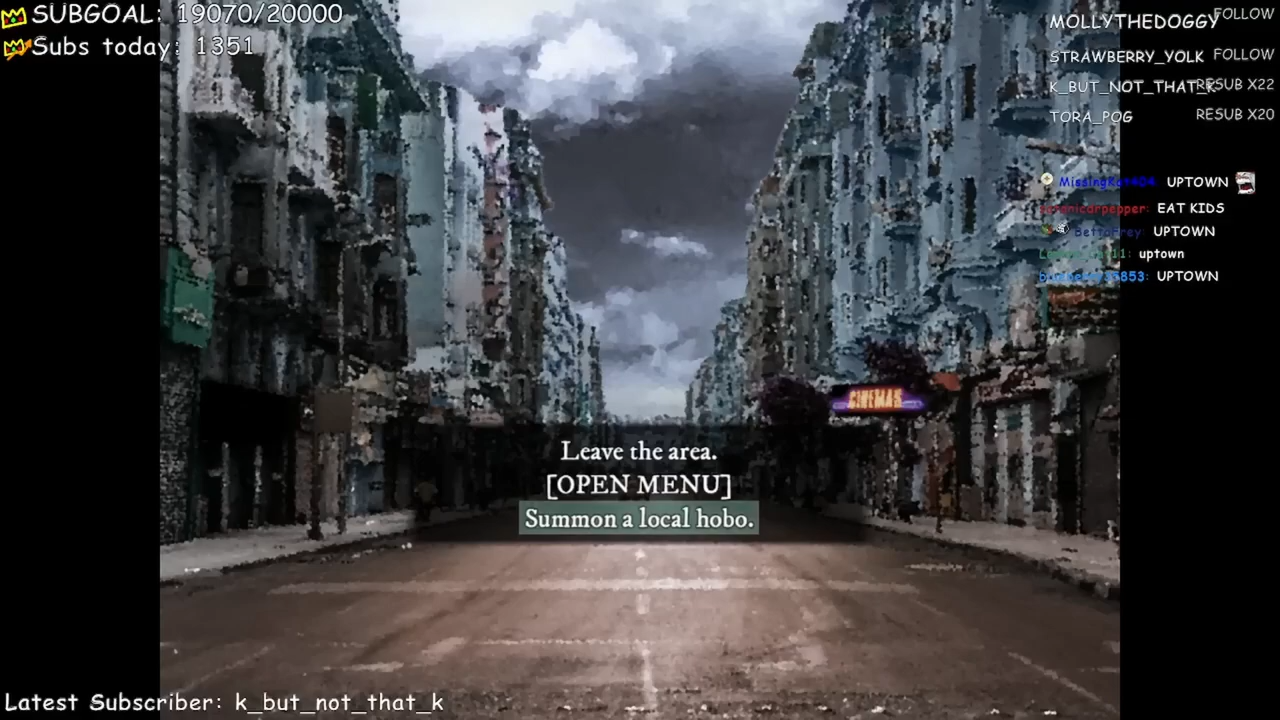 SUBGOAL: 19070/20000
Subs today: 1351
MOLLYTHEDOGGY FOLLOW
STRAWBERRY_YOLK FOLLOW
K_BUT_NOT_THAT_K RESUB X22
TORA_POG RESUB X20
UPTOWN
EAT KIDS
BettaFrey: UPTOWN
uptown
UPTOWN
CINEMAS
Leave the area.
[OPEN MENU]
Summon a local hobo.
Latest Subscriber: k_but_not_that_k